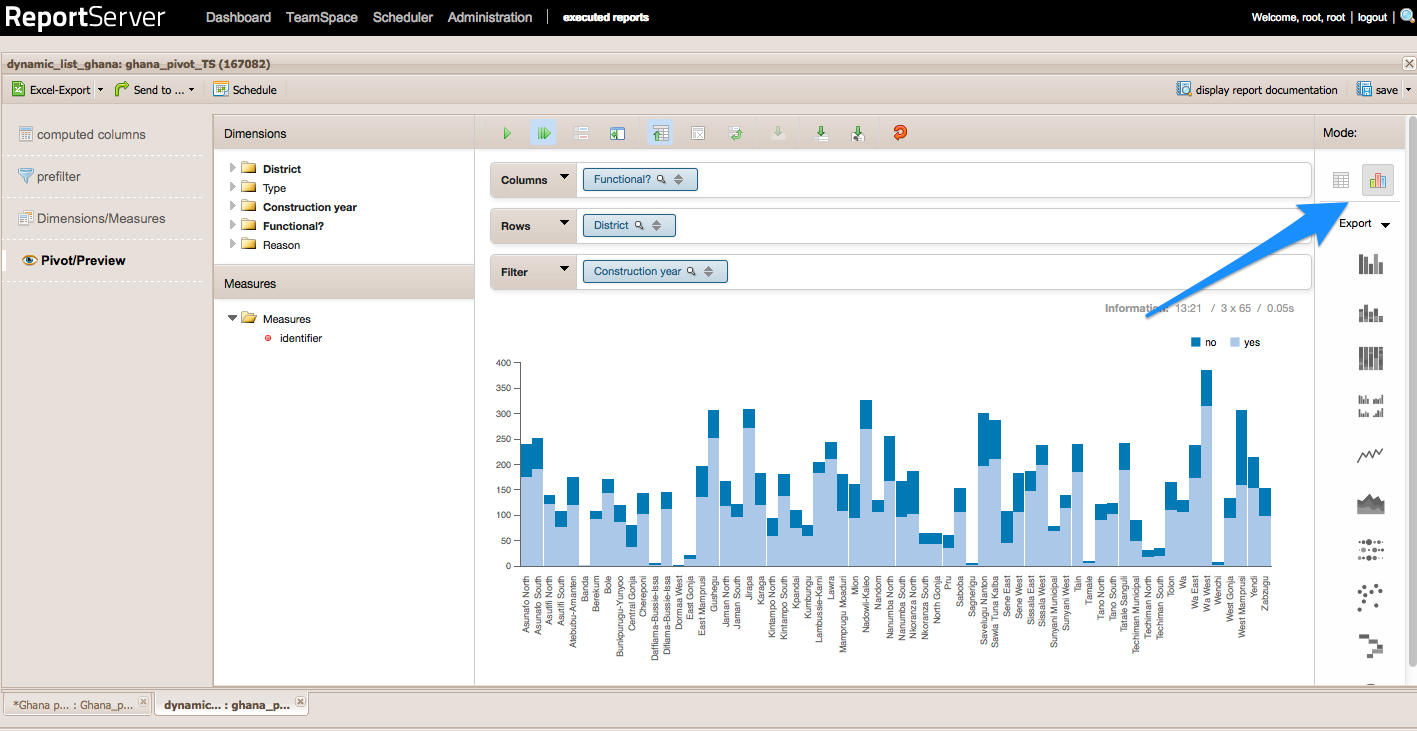 ReportServer Dashboard TeamSpace Scheduler Administration | executed reports Welcome, root, root | logout |
dynamic_list_ghana: ghana_pivot_TS (167082)
Excel-Export Send to ... Schedule display report documentation save
computed columns
prefilter
Dimensions/Measures
Pivot/Preview
Dimensions
District
Type
Construction year
Functional?
Reason
Measures
Measures
identifier
Columns Functional?
Rows District
Filter Construction year
Mode:
Export
Information: 13:21 / 3 x 65 / 0.05s
no yes
400
350
300
250
200
150
100
50
0
Asunafo North
Asunafo South
Asutifi North
Asutifi South
Atebubu-Amanten
Banda
Berekum
Bole
Bunkpurugu-Yunyoo
Central Gonja
Chereponi
Daffiama-Bussie-Issa
Difiama-Bussie-Issa
Dormaa West
East Gonja
East Mamprusi
Gushegu
Jaman North
Jaman South
Jirapa
Karaga
Kintampo North
Kintampo South
Kpandai
Kumbungu
Lambussie-Karni
Lawra
Mamprugu Moaduri
Mion
Nadowli-Kaleo
Nandom
Nanumba North
Nanumba South
Nkoranza North
Nkoranza South
North Gonja
Pru
Saboba
Sagnerigu
Savelugu Nanton
Sawla Tuna Kalba
Sene East
Sene West
Sissala East
Sissala West
Sunyani Municipal
Sunyani West
Tain
Tamale
Tano North
Tano South
Tatale Sanguli
Techiman Municipal
Techiman North
Techiman South
Tolon
Wa
Wa East
Wa West
Wenchi
West Gonja
West Mamprusi
Yendi
Zabzugu
*Ghana p... : Ghana_p... dynamic... : ghana_p...